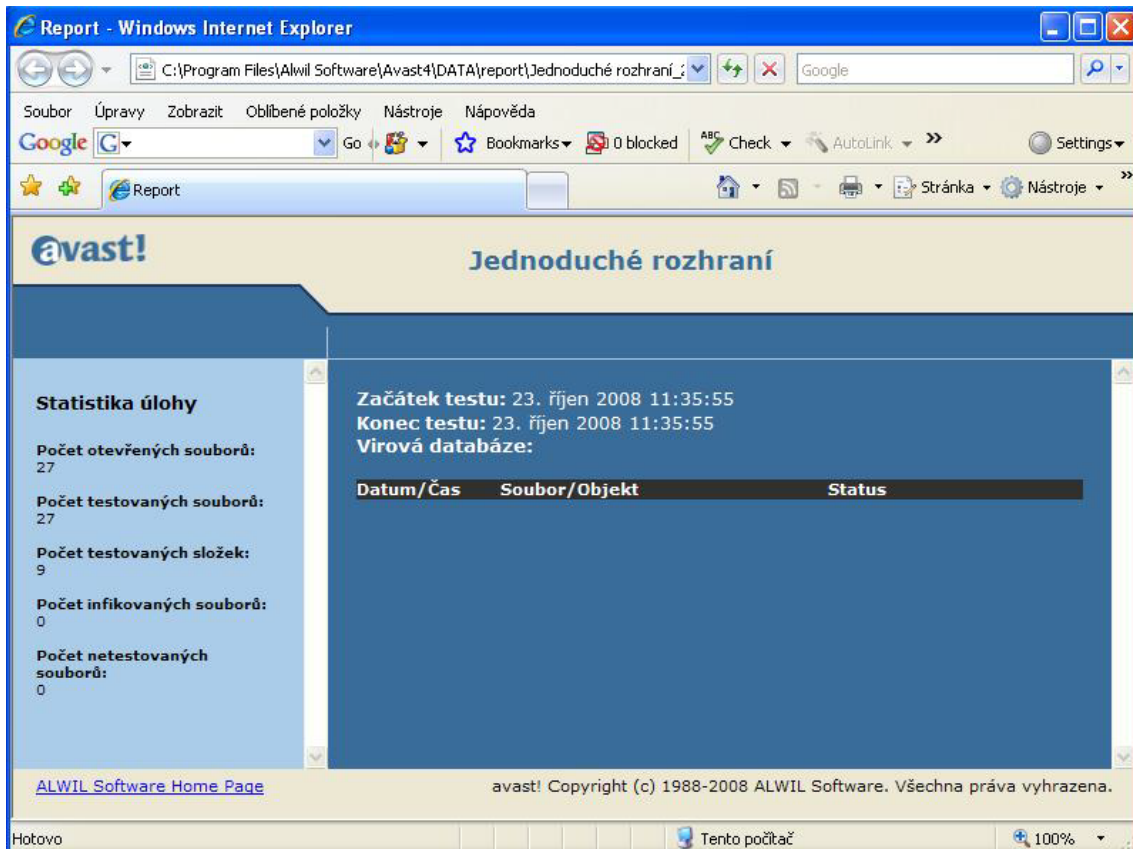 Report - Windows Internet Explorer
C:\Program Files\Alwil Software\Avast4\DATA\report\Jednoduché rozhraní_ Google
Soubor Úpravy Zobrazit Oblíbené položky Nástroje Nápověda
Google G Go Bookmarks 0 blocked ABC Check AutoLink » Settings
Report Stránka Nástroje »
avast! Jednoduché rozhraní
Statistika úlohy
Počet otevřených souborů:
27
Počet testovaných souborů:
27
Počet testovaných složek:
9
Počet infikovaných souborů:
0
Počet netestovaných
souborů:
0
Začátek testu: 23. říjen 2008 11:35:55
Konec testu: 23. říjen 2008 11:35:55
Virová databáze:
Datum/Čas Soubor/Objekt Status
ALWIL Software Home Page avast! Copyright (c) 1988-2008 ALWIL Software. Všechna práva vyhrazena.
Hotovo Tento počítač 100%